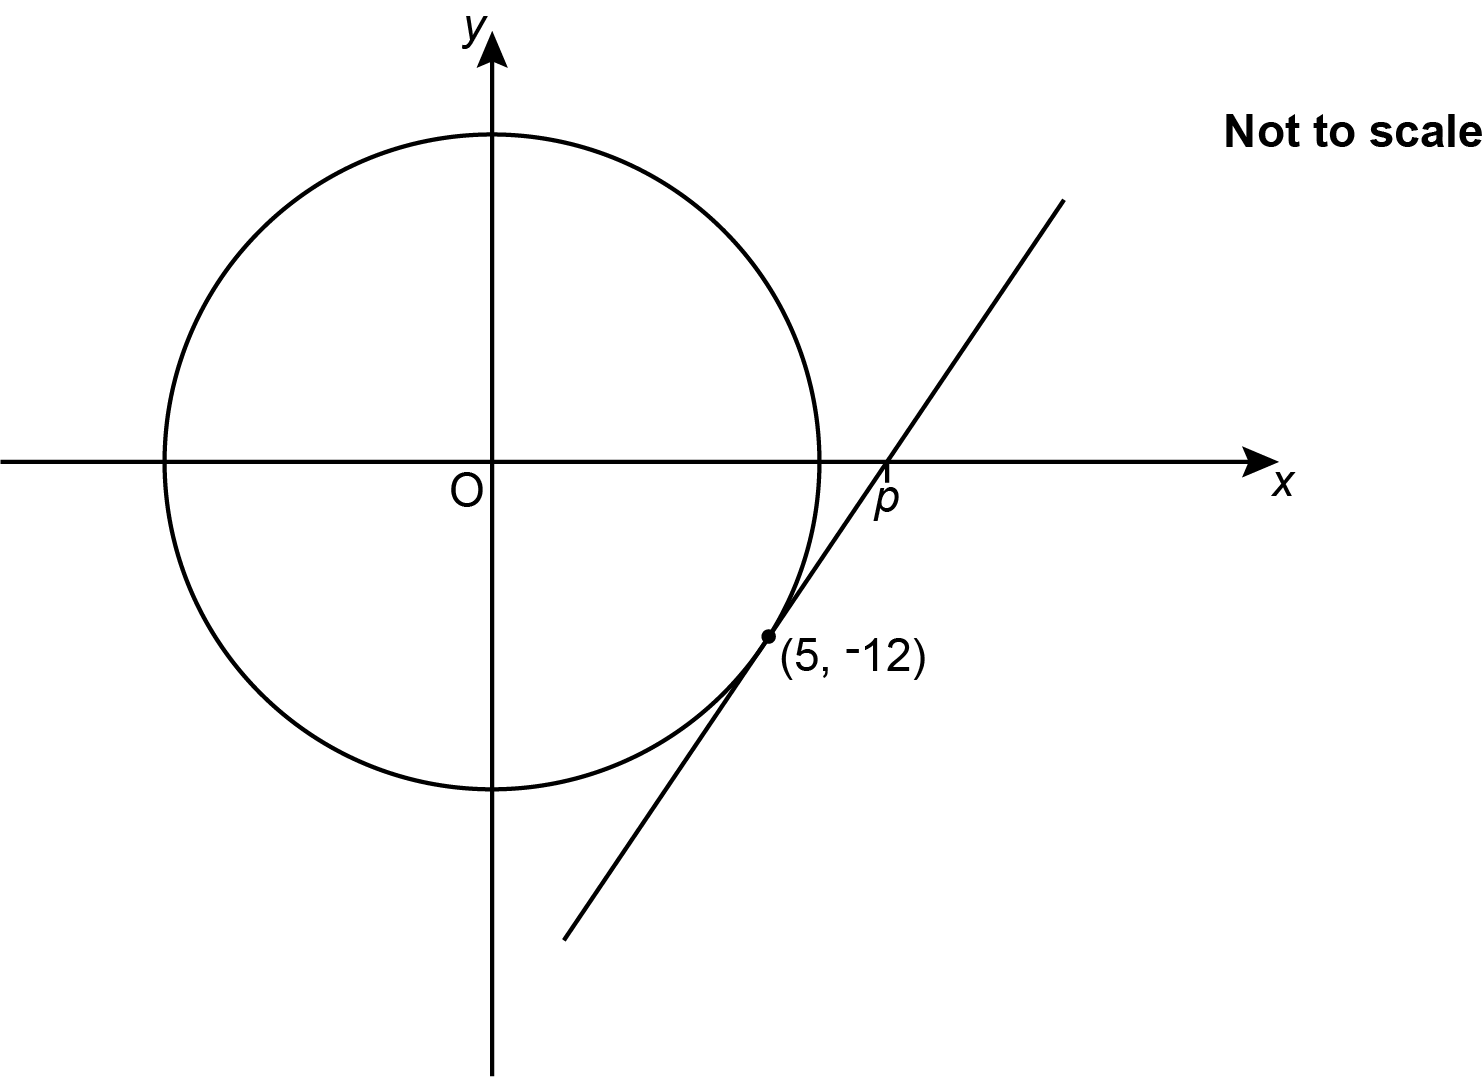 y
Not to scale
O
p
x
(5, -12)